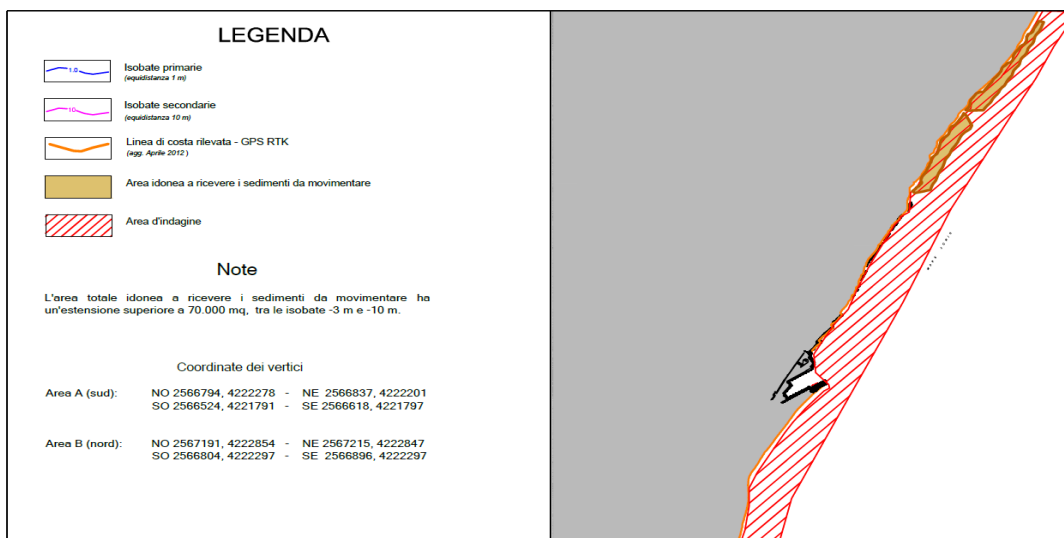 LEGENDA
1.0
Isobate primarie
(equidistanza 1 m)
10
Isobate secondarie
(equidistanza 10 m)
Linea di costa rilevata - GPS RTK
(agg. Aprile 2012 )
Area idonea a ricevere i sedimenti da movimentare
Area d'indagine
Note
L'area totale idonea a ricevere i sedimenti da movimentare ha
un'estensione superiore a 70.000 mq, tra le isobate -3 m e -10 m.
Coordinate dei vertici
Area A (sud): NO 2566794, 4222278 - NE 2566837, 4222201
SO 2566524, 4221791 - SE 2566618, 4221797
Area B (nord): NO 2567191, 4222854 - NE 2567215, 4222847
SO 2566804, 4222297 - SE 2566896, 4222297